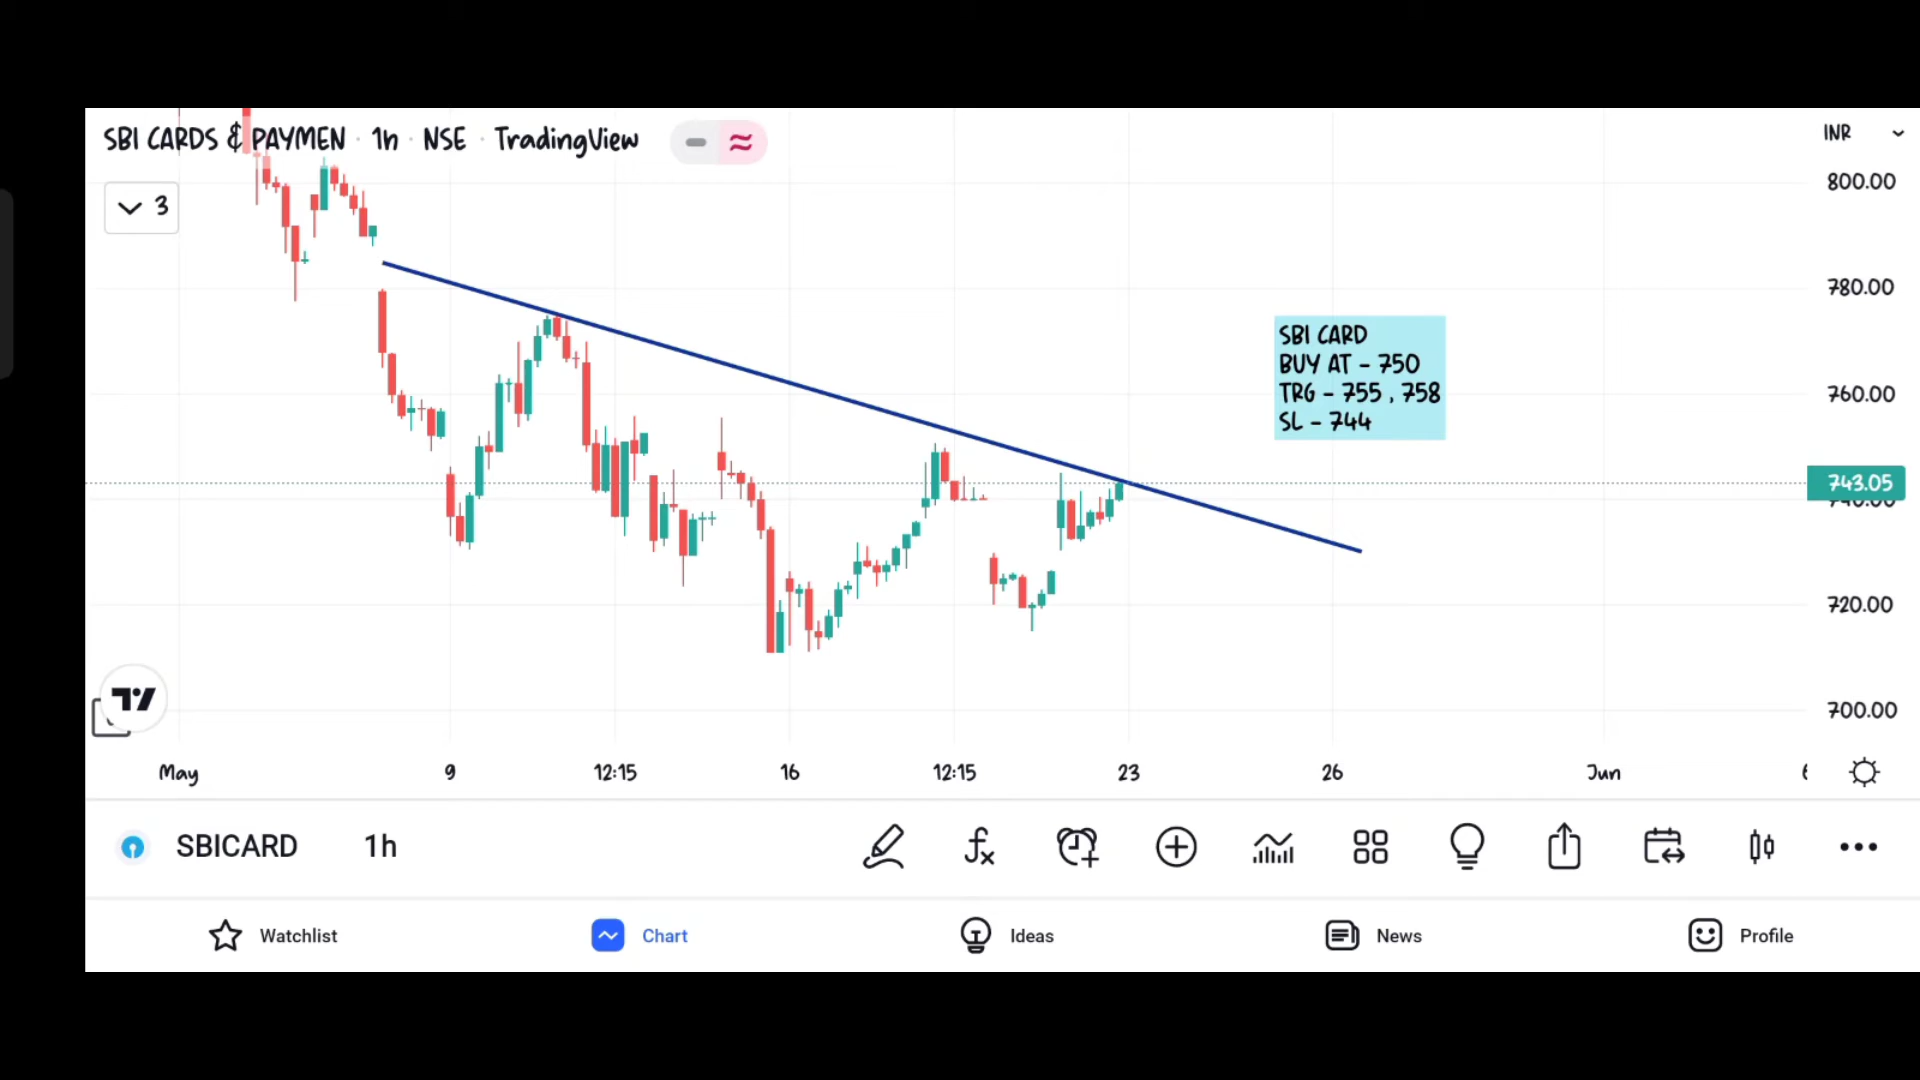 SBI CARDS & PAYMEN · 1h · NSE · TradingView
INR
3
800.00
780.00
SBI CARD
BUY AT - 750
TRG - 755 , 758
SL - 744
760.00
743.05
720.00
700.00
May 9 12:15 16 12:15 23 26 Jun
SBICARD 1h
Watchlist Chart Ideas News Profile